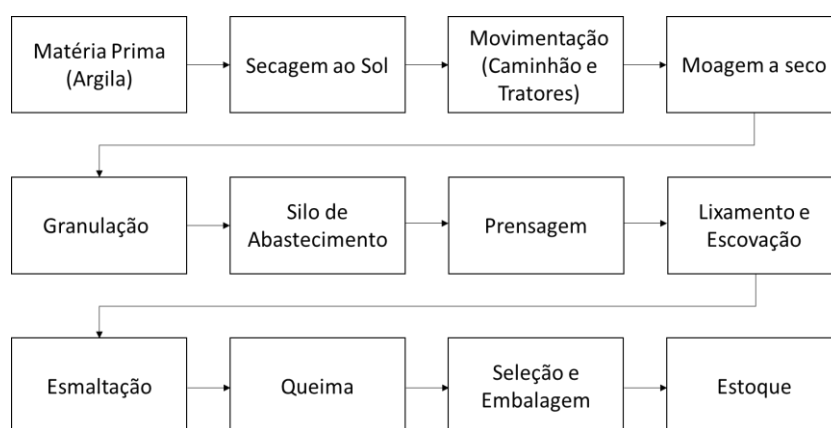 Matéria Prima
(Argila)
Secagem ao Sol
Movimentação
(Caminhão e
Tratores)
Moagem a seco
Granulação
Silo de
Abastecimento
Prensagem
Lixamento e
Escovação
Esmaltação
Queima
Seleção e
Embalagem
Estoque